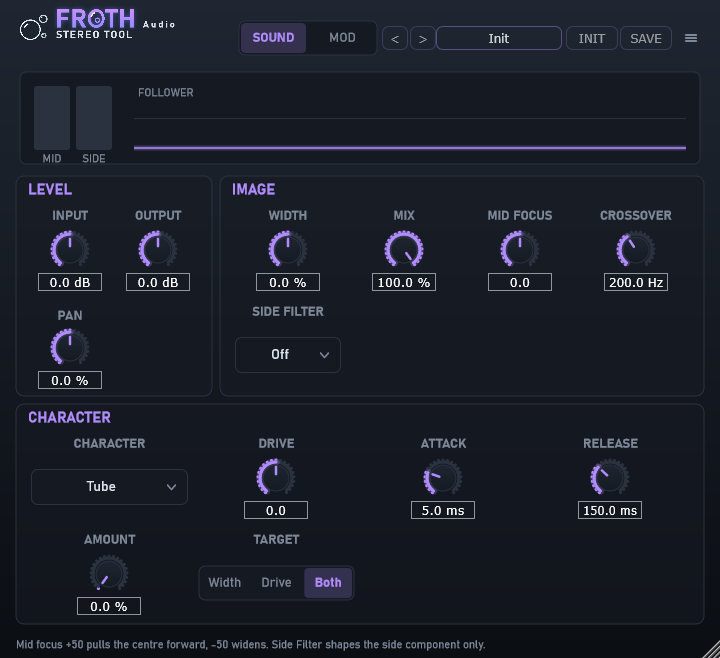 FROTH Audio
STEREO TOOL
SOUND MOD < > Init INIT SAVE
FOLLOWER
MID SIDE
LEVEL
INPUT OUTPUT
0.0 dB 0.0 dB
PAN
0.0 %
IMAGE
WIDTH MIX MID FOCUS CROSSOVER
0.0 % 100.0 % 0.0 200.0 Hz
SIDE FILTER
Off
CHARACTER
CHARACTER DRIVE ATTACK RELEASE
Tube
0.0 5.0 ms 150.0 ms
AMOUNT TARGET
Width Drive Both
0.0 %
Mid focus +50 pulls the centre forward, -50 widens. Side Filter shapes the side component only.